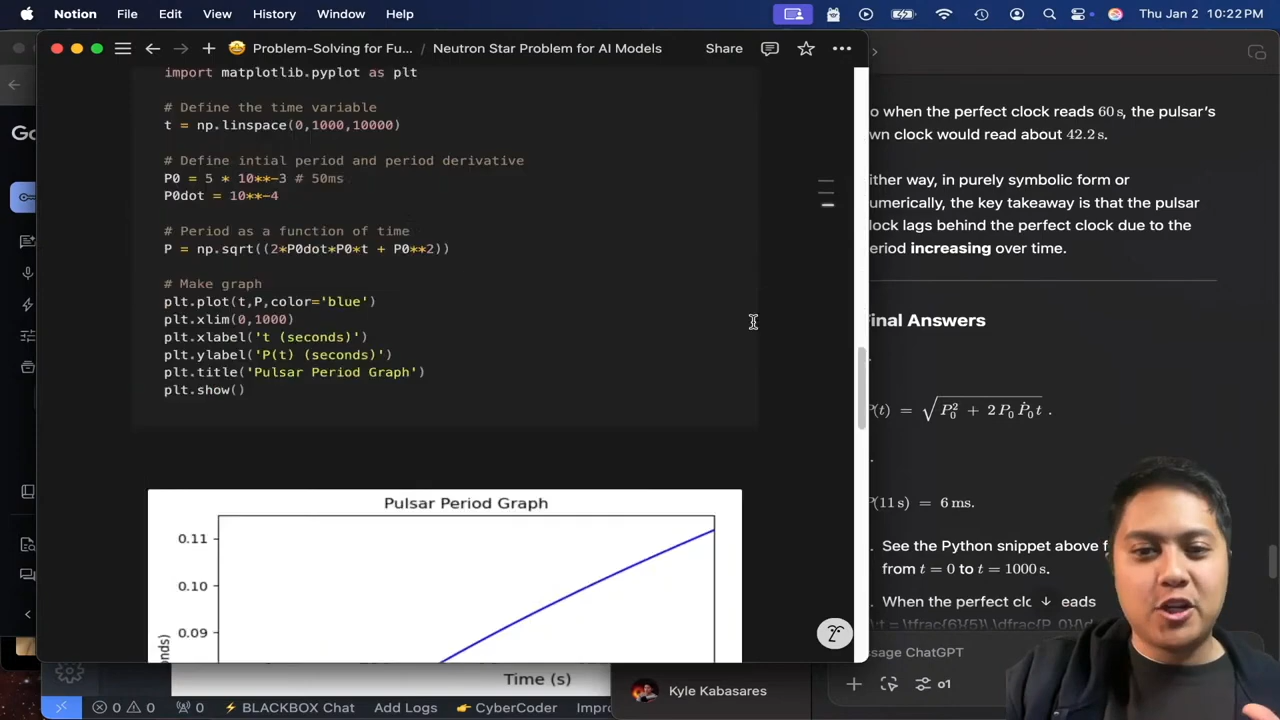 Notion File Edit View History Window Help Thu Jan 2 10:22 PM
Problem-Solving for Fu... / Neutron Star Problem for AI Models Share
import matplotlib.pyplot as plt
# Define the time variable
t = np.linspace(0,1000,10000)
# Define intial period and period derivative
P0 = 5 * 10**-3 # 50ms
P0dot = 10**-4
# Period as a function of time
P = np.sqrt((2*P0dot*P0*t + P0**2))
# Make graph
plt.plot(t,P,color='blue')
plt.xlim(0,1000)
plt.xlabel('t (seconds)')
plt.ylabel('P(t) (seconds)')
plt.title('Pulsar Period Graph')
plt.show()
Pulsar Period Graph
0.11
0.10
0.09
onds)
Time (s)
Go
o when the perfect clock reads 60 s, the pulsar's
wn clock would read about 42.2 s.
ither way, in purely symbolic form or
umerically, the key takeaway is that the pulsar
lock lags behind the perfect clock due to the
eriod increasing over time.
inal Answers
P(t) = √(P₀² + 2 P₀ Ṗ₀ t) .
P(11 s) = 6 ms.
See the Python snippet above f
from t = 0 to t = 1000 s.
When the perfect clc eads
ssage ChatGPT
o1
Kyle Kabasares
0 0 0 BLACKBOX Chat Add Logs CyberCoder Impro